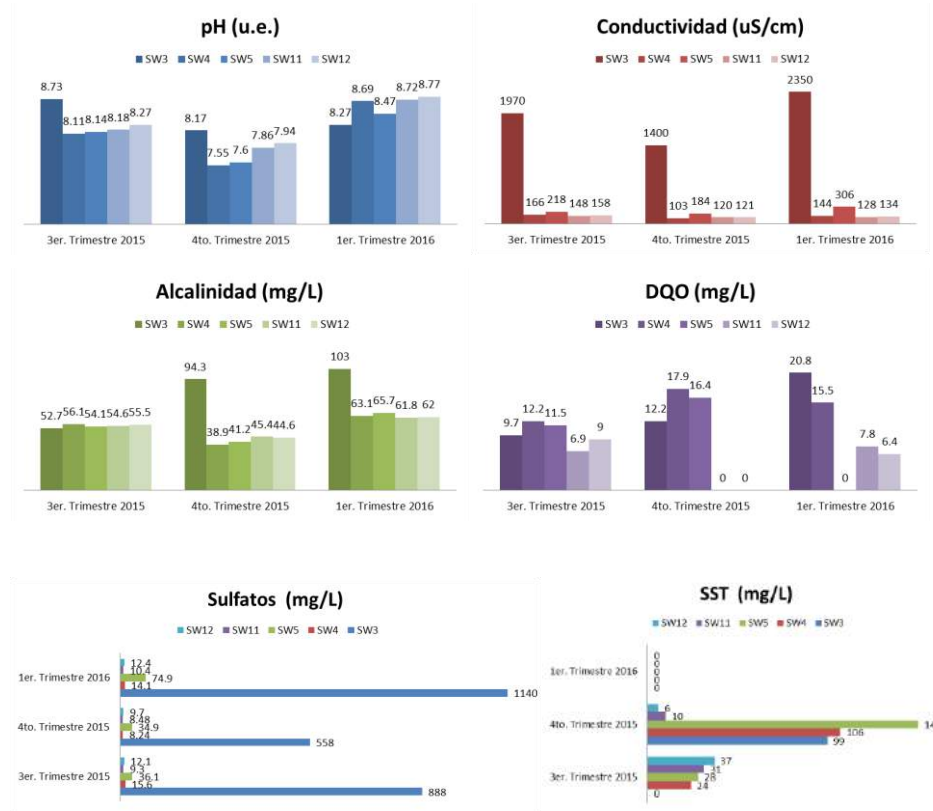 pH (u.e.)
SW3 SW4 SW5 SW11 SW12
8.73
8.11 8.14 8.18 8.27
8.17
7.55 7.6 7.86 7.94
8.27 8.69 8.47 8.72 8.77
3er. Trimestre 2015 4to. Trimestre 2015 1er. Trimestre 2016
Conductividad (uS/cm)
SW3 SW4 SW5 SW11 SW12
1970
166 218 148 158
1400
103 184 120 121
2350
144 306 128 134
3er. Trimestre 2015 4to. Trimestre 2015 1er. Trimestre 2016
Alcalinidad (mg/L)
SW3 SW4 SW5 SW11 SW12
52.7 56.1 54.1 54.6 55.5
94.3
38.9 41.2 45.4 44.6
103
63.1 65.7 61.8 62
3er. Trimestre 2015 4to. Trimestre 2015 1er. Trimestre 2016
DQO (mg/L)
SW3 SW4 SW5 SW11 SW12
9.7 12.2 11.5 6.9 9
12.2 17.9 16.4 0 0
20.8 15.5 0 7.8 6.4
3er. Trimestre 2015 4to. Trimestre 2015 1er. Trimestre 2016
Sulfatos (mg/L)
SW12 SW11 SW5 SW4 SW3
1er. Trimestre 2016
12.4
10.4
74.9
14.1
1140
4to. Trimestre 2015
9.7
8.48
34.9
8.24
558
3er. Trimestre 2015
12.1
9.3
36.1
15.6
888
SST (mg/L)
SW12 SW11 SW5 SW4 SW3
1er. Trimestre 2016
0
0
0
0
0
4to. Trimestre 2015
6
10
106
99
3er. Trimestre 2015
37
31
28
24
0